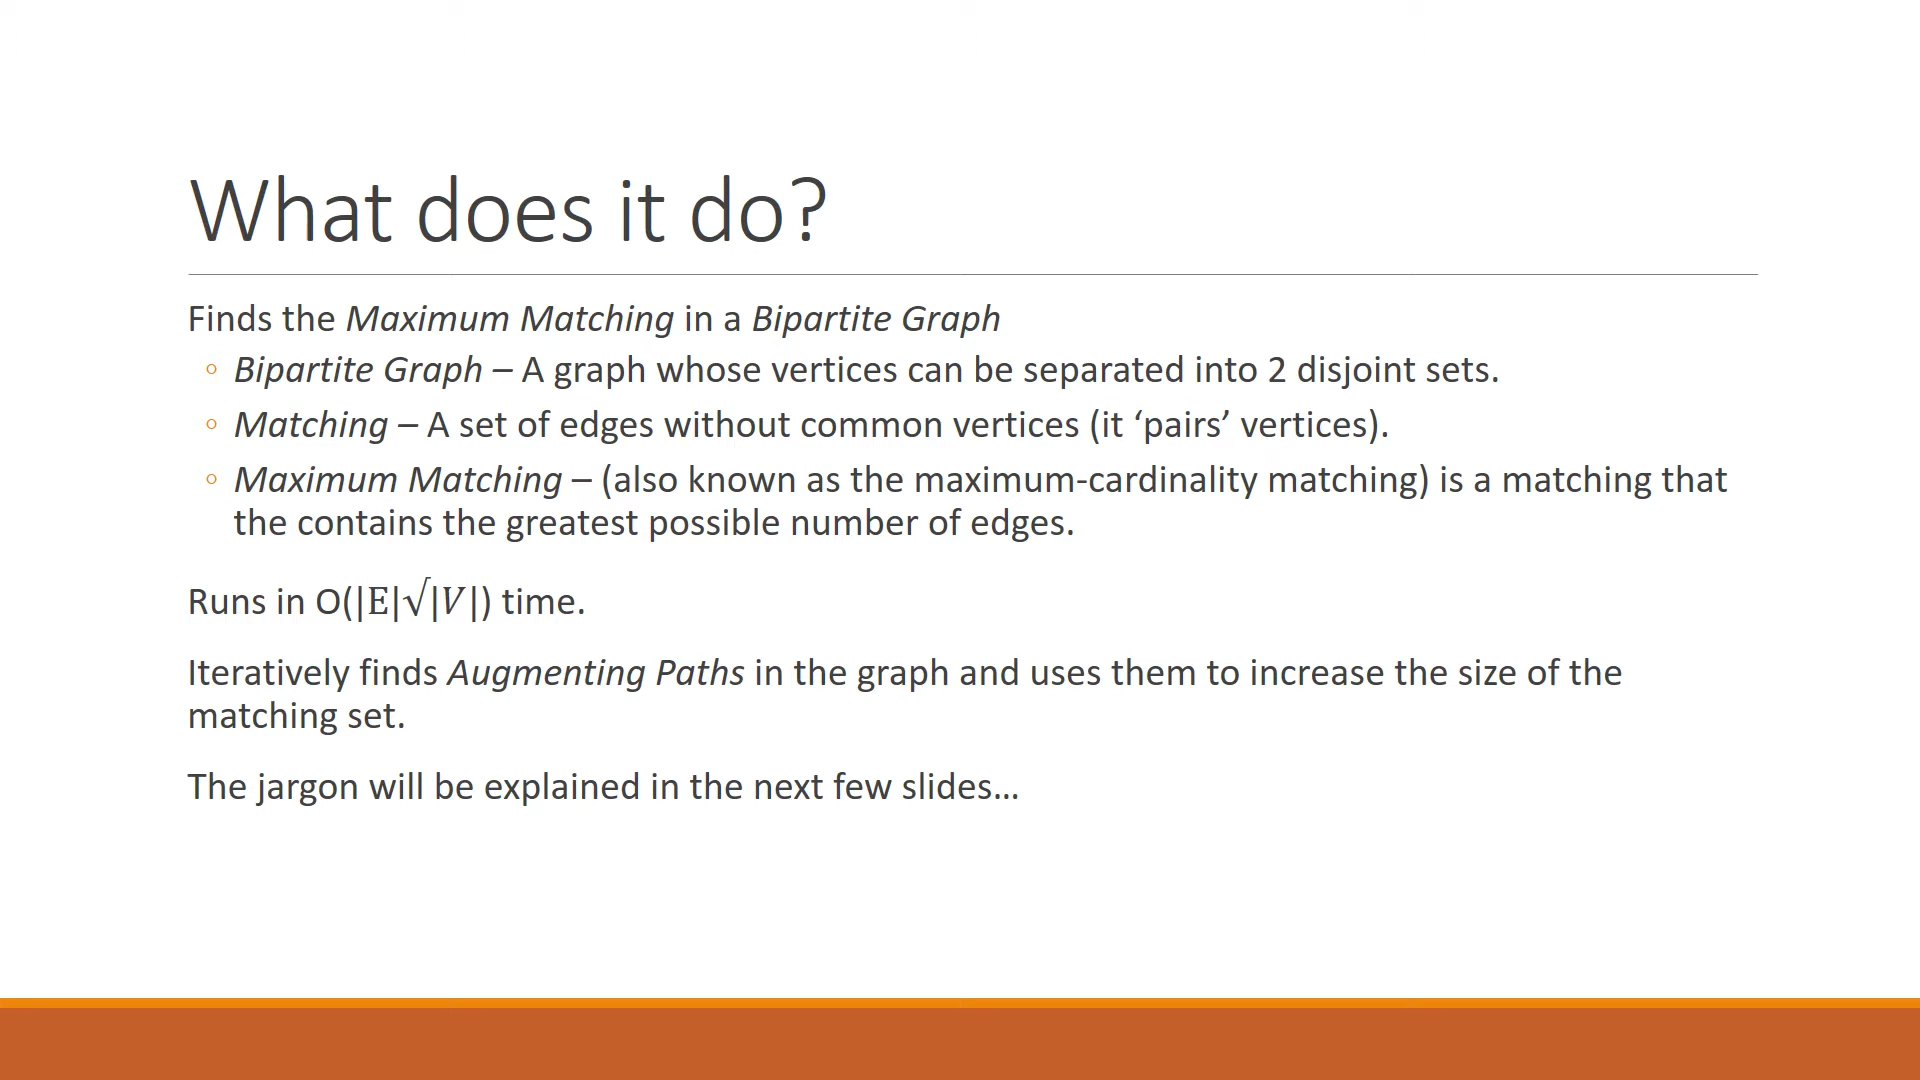 What does it do?
Finds the Maximum Matching in a Bipartite Graph
◦ Bipartite Graph – A graph whose vertices can be separated into 2 disjoint sets.
◦ Matching – A set of edges without common vertices (it ‘pairs’ vertices).
◦ Maximum Matching – (also known as the maximum-cardinality matching) is a matching that
the contains the greatest possible number of edges.
Runs in O(|E|√|V|) time.
Iteratively finds Augmenting Paths in the graph and uses them to increase the size of the
matching set.
The jargon will be explained in the next few slides…